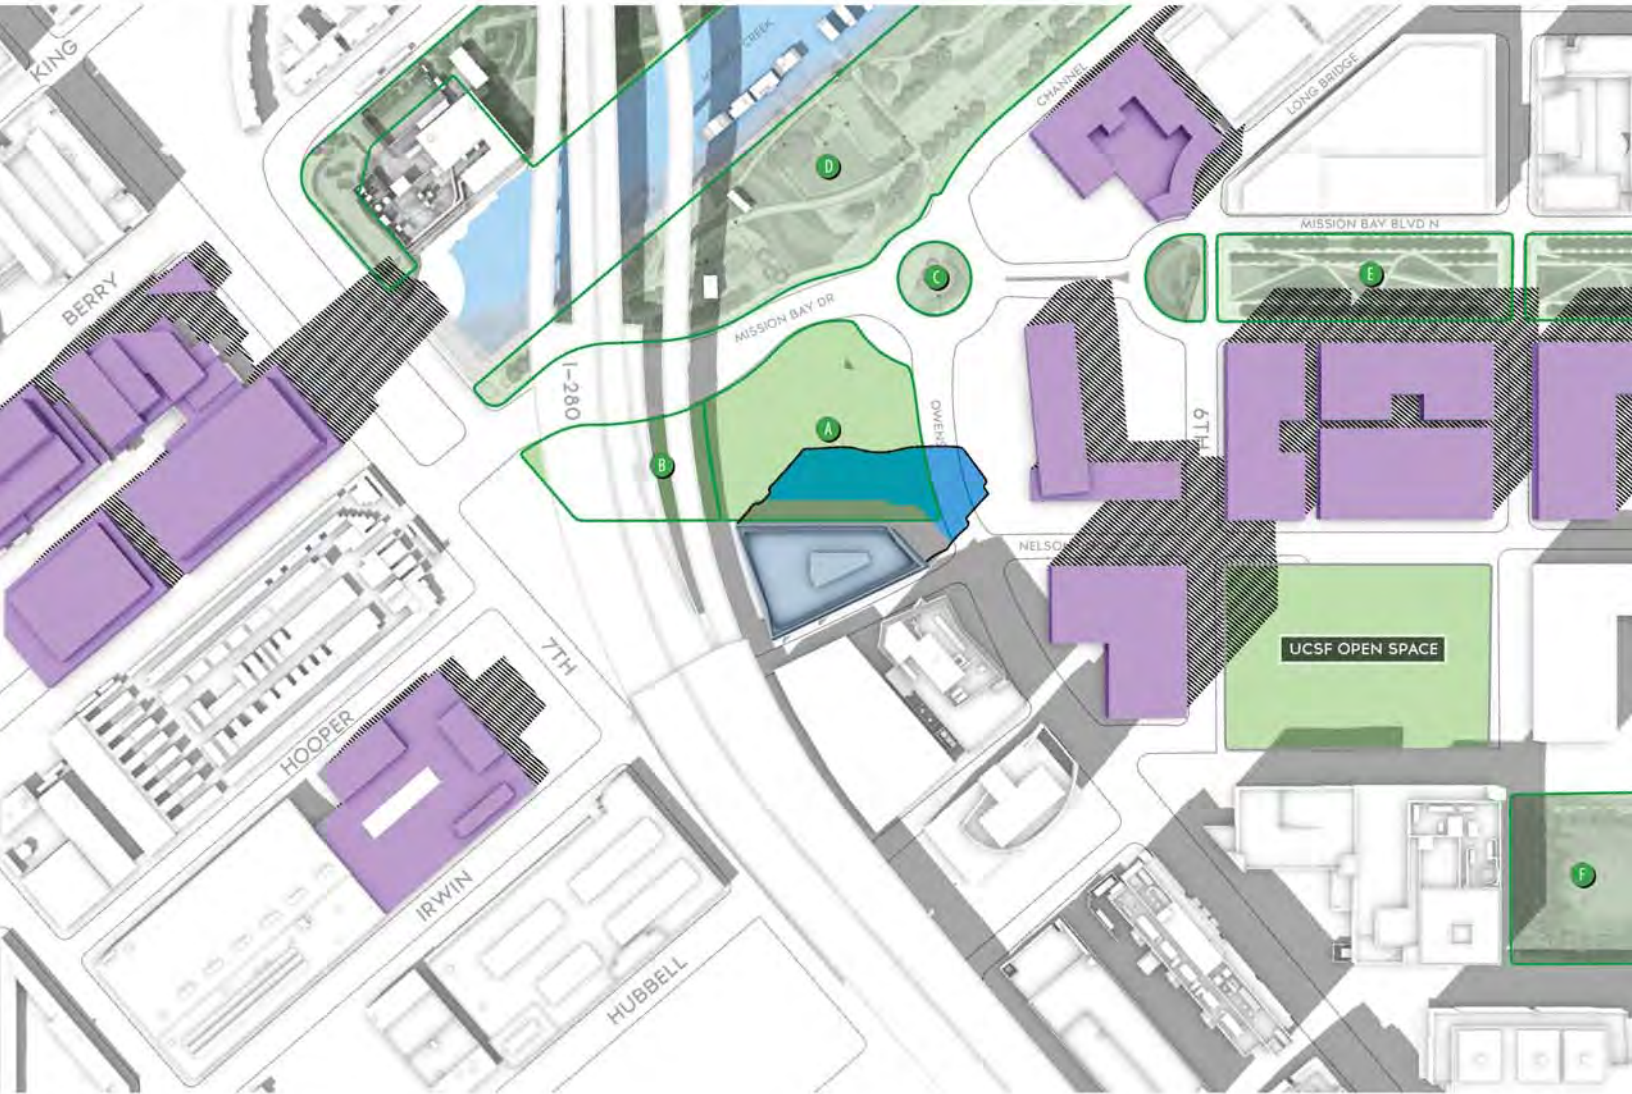 KING
CREEK
CHANNEL
LONG BRIDGE
D
MISSION BAY BLVD N
C
E
BERRY
MISSION BAY DR
I-280
OWENS
6TH
A
B
NELSO
UCSF OPEN SPACE
7TH
HOOPER
F
IRWIN
HUBBELL